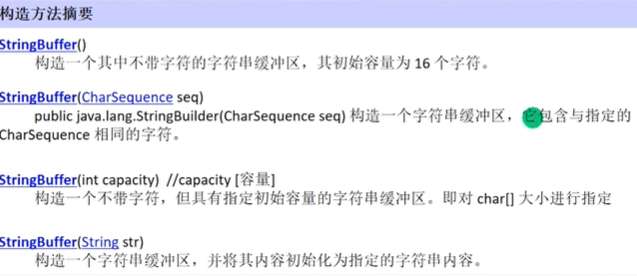 构造方法摘要
StringBuffer()
构造一个其中不带字符的字符串缓冲区，其初始容量为 16 个字符。
StringBuffer(CharSequence seq)
public java.lang.StringBuilder(CharSequence seq) 构造一个字符串缓冲区，它包含与指定的
CharSequence 相同的字符。
StringBuffer(int capacity) //capacity [容量]
构造一个不带字符，但具有指定初始容量的字符串缓冲区。即对 char[] 大小进行指定
StringBuffer(String str)
构造一个字符串缓冲区，并将其内容初始化为指定的字符串内容。